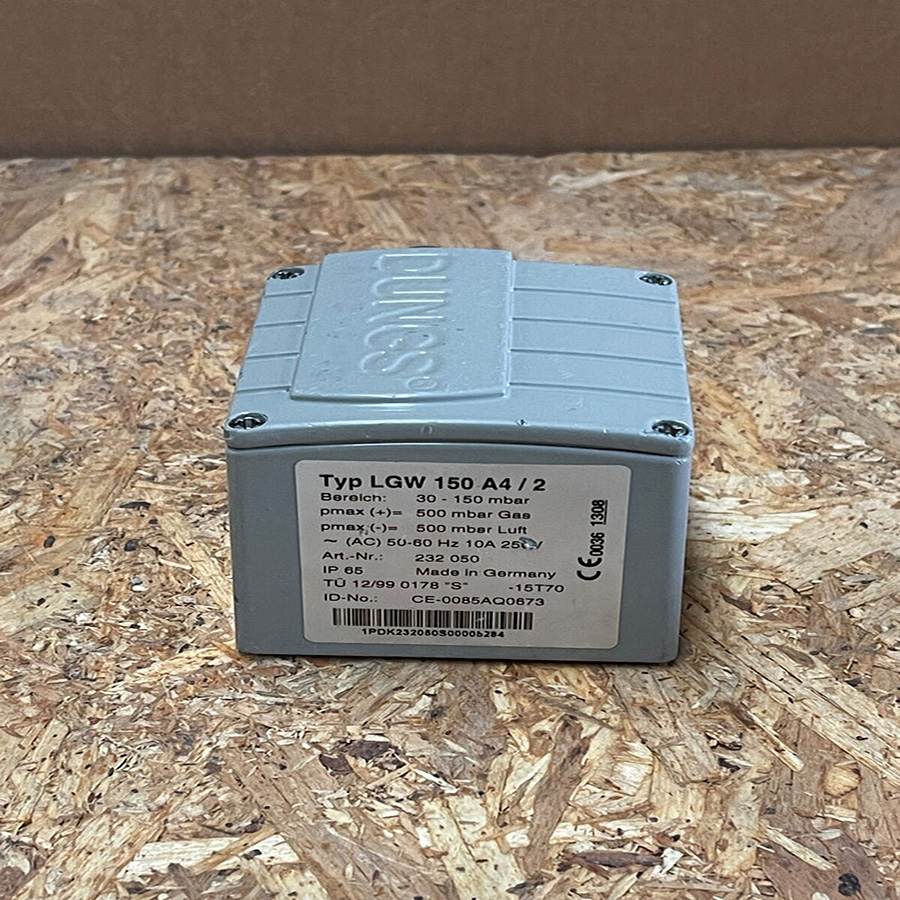 DUNGS®
Typ LGW 150 A4 / 2
Bereich: 30 - 150 mbar
pmax (+)= 500 mbar Gas
pmax (-)= 500 mbar Luft
~ (AC) 50-60 Hz 10A 250V
Art.-Nr.: 232 050
IP 65 Made in Germany
TÜ 12/99 0178 "S" -15T70
ID-No.: CE-0085AQ0673
1PDK232050S00005284
CE 0036 1308